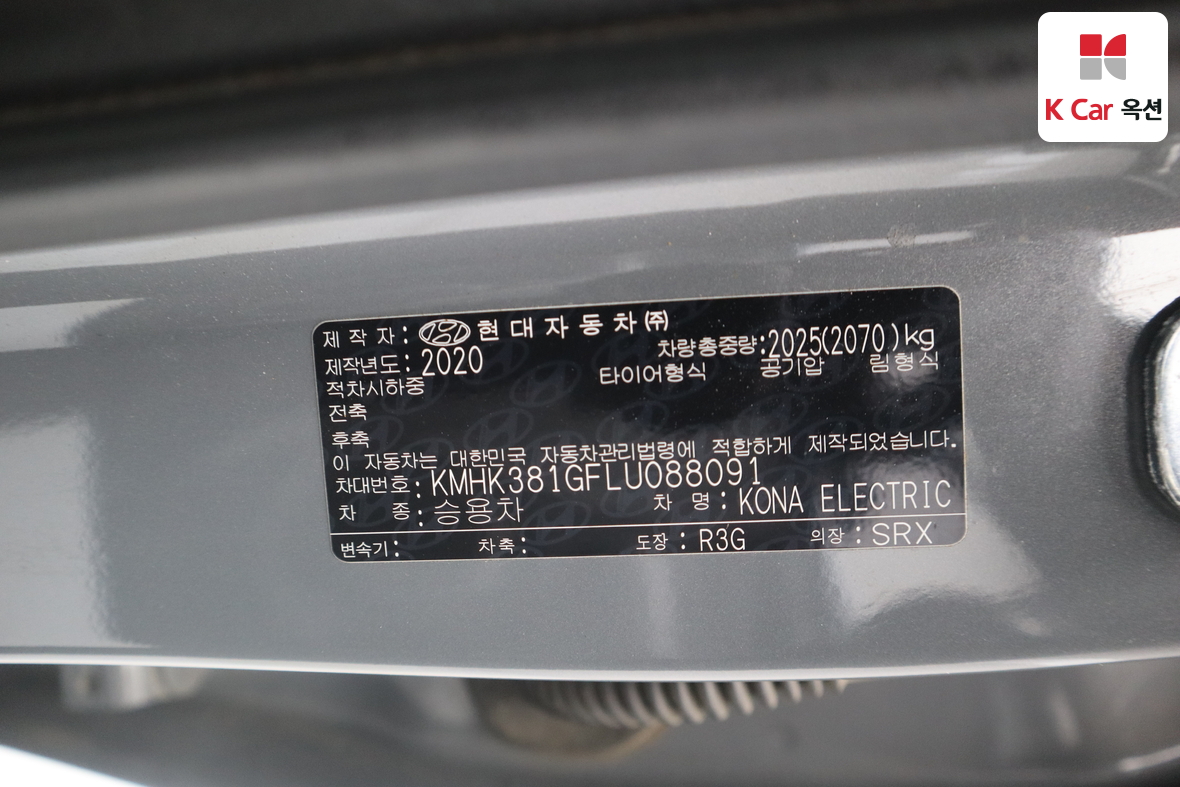 K Car 옥션
제 작 자 : 현 대 자 동 차 ㈜
제작년도 : 2020 차량총중량:2025(2070)kg
적차시하중 타이어형식 공기압 림형식
전축
후축
이 자동차는 대한민국 자동차관리법령에 적합하게 제작되었습니다.
차대번호 : KMHK381GFLU088091
차 종 : 승용차 차 명 : KONA ELECTRIC
변속기 : 차축 : 도장 : R3G 의장 : SRX